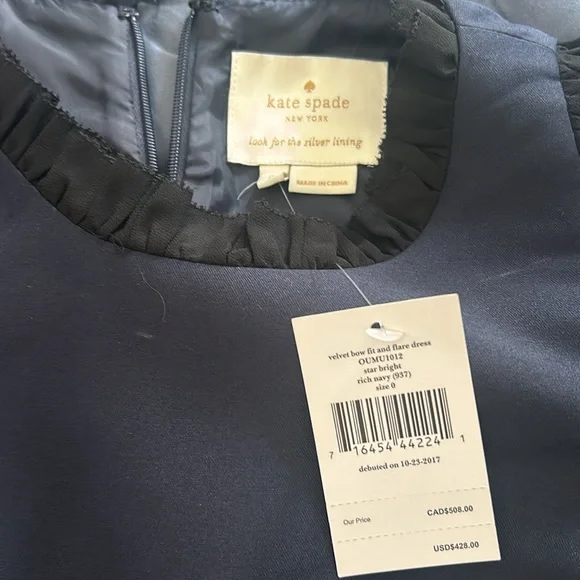 kate spade
NEW YORK
look for the silver lining
MADE IN CHINA
velvet bow fit and flare dress
OUMU1012
star bright
rich navy (937)
size 0
7 16454 44224 1
debuted on 10-23-2017
Our Price CAD$508.00
USD$428.00